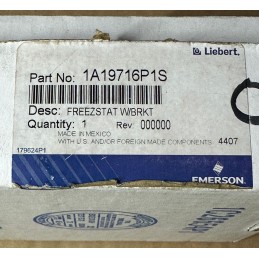 Liebert.
Part No: 1A19716P1S
Desc: FREEZSTAT W/BRKT
Quantity: 1 Rev: 000000
MADE IN MEXICO
WITH U.S. AND/OR FOREIGN MADE COMPONENTS 4407
179624P1
EMERSON